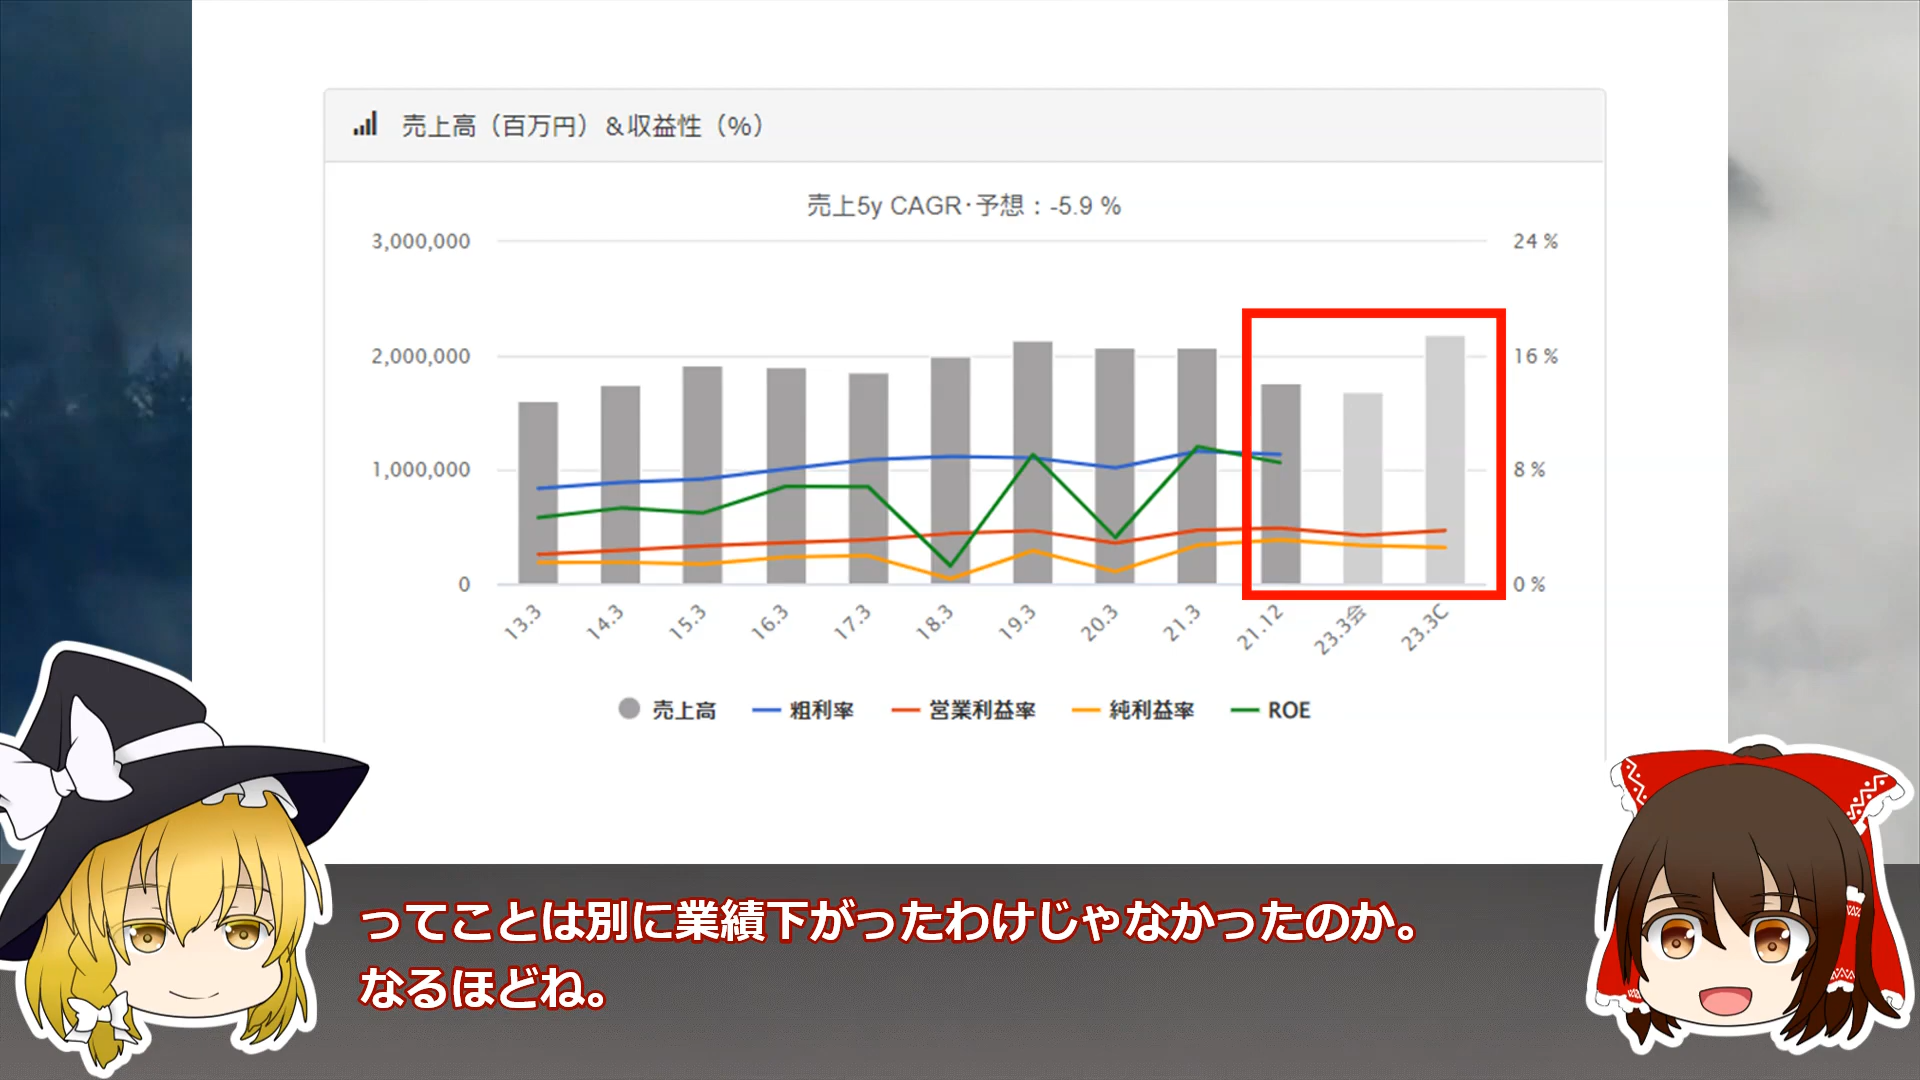 売上高（百万円）＆収益性（%）
売上5y CAGR･予想：-5.9 %
3,000,000
24 %
2,000,000
16 %
1,000,000
8 %
0
0 %
13.3
14.3
15.3
16.3
17.3
18.3
19.3
20.3
21.3
21.12
23.3会
23.3C
売上高
粗利率
営業利益率
純利益率
ROE
ってことは別に業績下がったわけじゃなかったのか。
なるほどね。